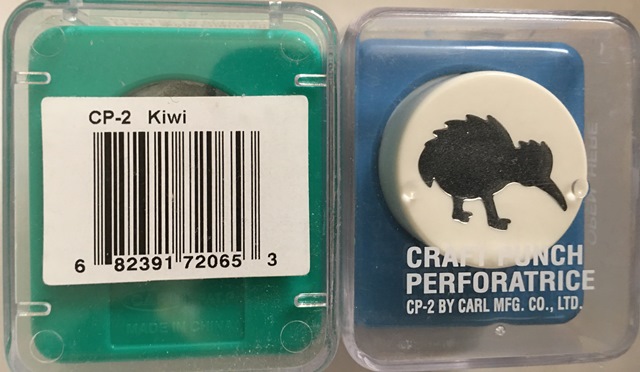 CP-2 Kiwi
6 82391 72065 3
MADE IN CHINA
CRAFT PUNCH
PERFORATRICE
CP-2 BY CARL MFG. CO., LTD.